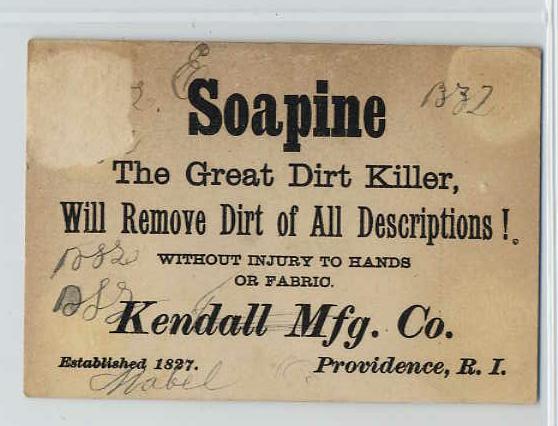 Soapine
The Great Dirt Killer,
Will Remove Dirt of All Descriptions!.
WITHOUT INJURY TO HANDS
OR FABRIC.
Kendall Mfg. Co.
Established 1827. Providence, R. I.
Mabel